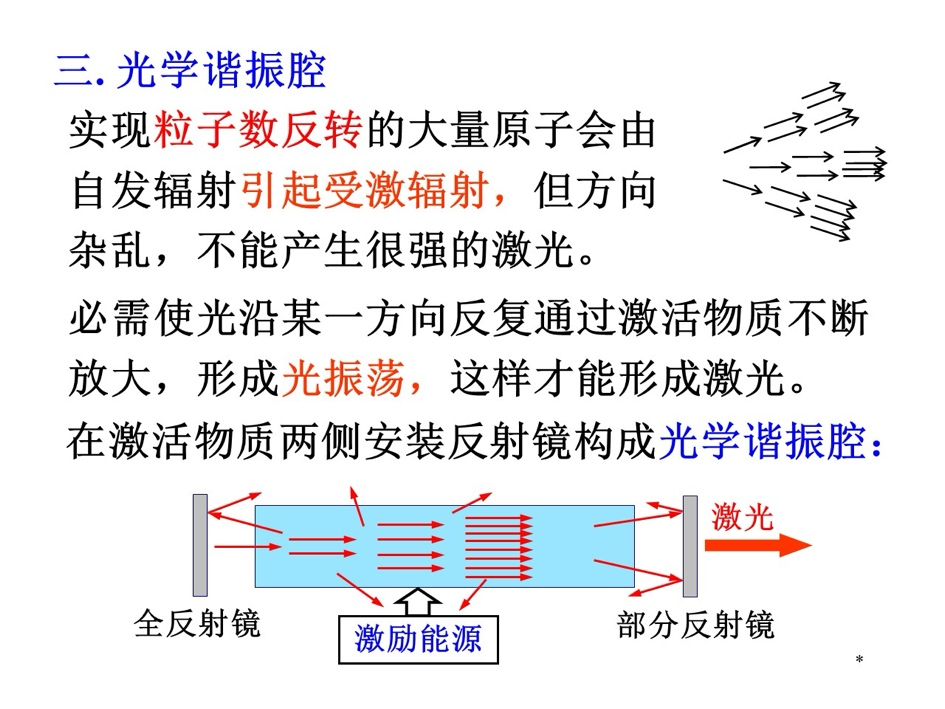 三.光学谐振腔
实现粒子数反转的大量原子会由
自发辐射引起受激辐射，但方向
杂乱，不能产生很强的激光。
必需使光沿某一方向反复通过激活物质不断
放大，形成光振荡，这样才能形成激光。
在激活物质两侧安装反射镜构成光学谐振腔：
激光
全反射镜
激励能源
部分反射镜
*